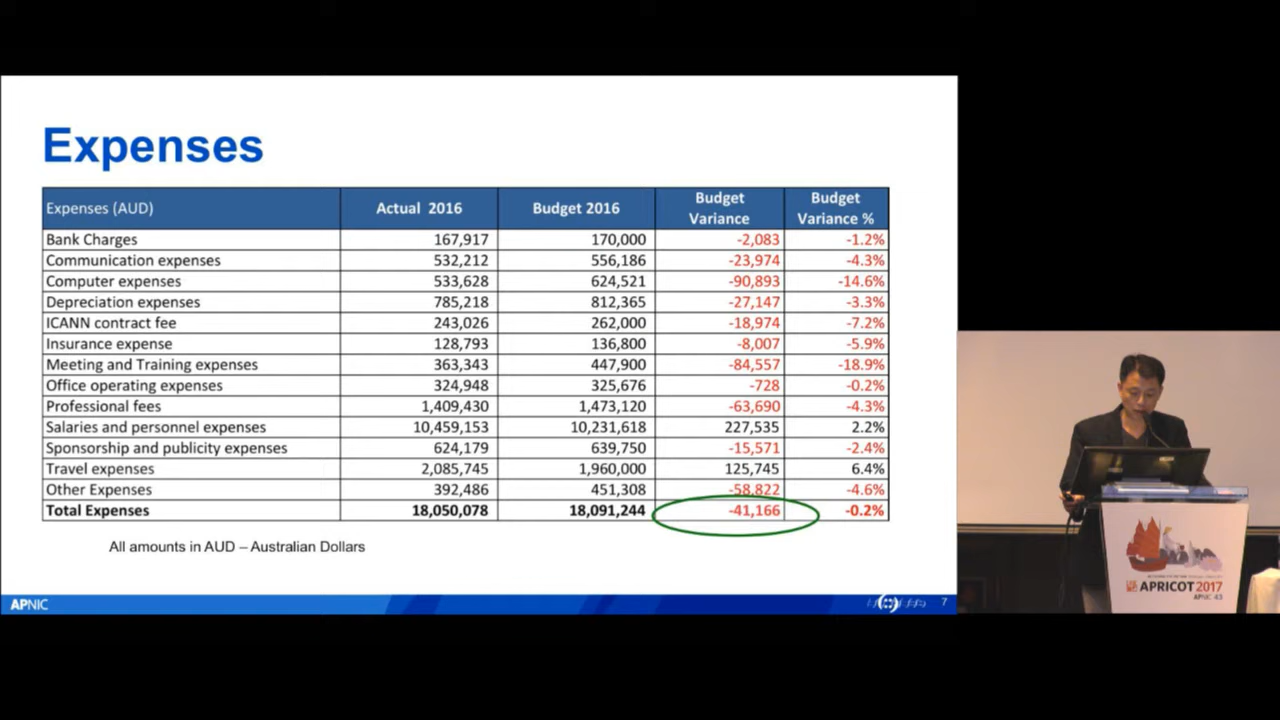 Expenses
Expenses (AUD) Actual 2016 Budget 2016 Budget Variance Budget Variance %
Bank Charges 167,917 170,000 -2,083 -1.2%
Communication expenses 532,212 556,186 -23,974 -4.3%
Computer expenses 533,628 624,521 -90,893 -14.6%
Depreciation expenses 785,218 812,365 -27,147 -3.3%
ICANN contract fee 243,026 262,000 -18,974 -7.2%
Insurance expense 128,793 136,800 -8,007 -5.9%
Meeting and Training expenses 363,343 447,900 -84,557 -18.9%
Office operating expenses 324,948 325,676 -728 -0.2%
Professional fees 1,409,430 1,473,120 -63,690 -4.3%
Salaries and personnel expenses 10,459,153 10,231,618 227,535 2.2%
Sponsorship and publicity expenses 624,179 639,750 -15,571 -2.4%
Travel expenses 2,085,745 1,960,000 125,745 6.4%
Other Expenses 392,486 451,308 -58,822 -4.6%
Total Expenses 18,050,078 18,091,244 -41,166 -0.2%
All amounts in AUD – Australian Dollars
APNIC 7
APRICOT 2017
APNIC 43